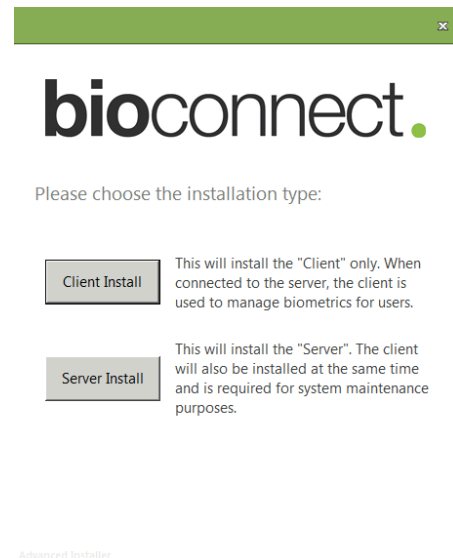 bioconnect.
Please choose the installation type:
Client Install
This will install the "Client" only. When
connected to the server, the client is
used to manage biometrics for users.
Server Install
This will install the "Server". The client
will also be installed at the same time
and is required for system maintenance
purposes.
Advanced Installer